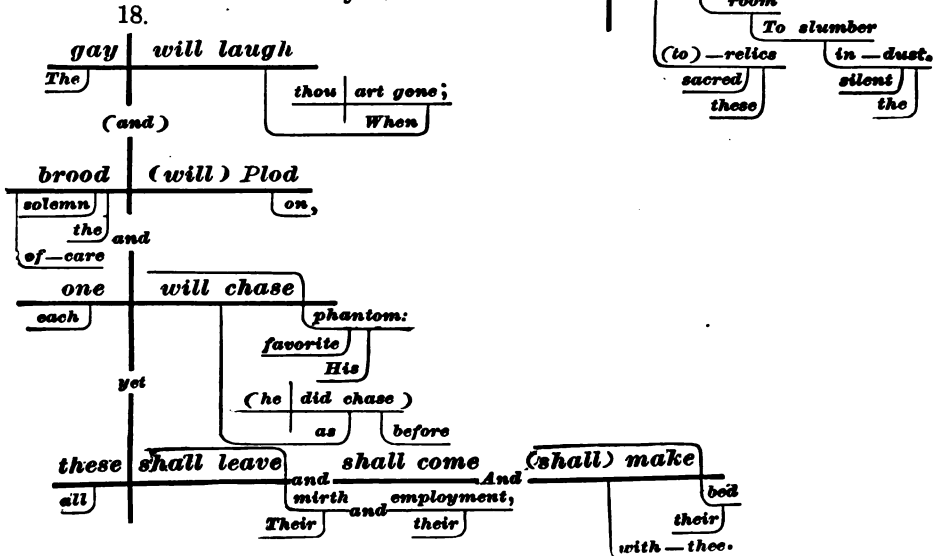 room
To slumber
(to)—relics
in—dust.
sacred
silent
these
the
18.
gay will laugh
The
thou art gone;
When
(and)
brood (will) Plod
solemn
on,
the
and
of—care
one will chase
each
phantom:
favorite
His
yet
(he did chase)
as before
these shall leave and shall come And (shall) make
all
mirth and employment,
bed
Their
their
their
with—thee.